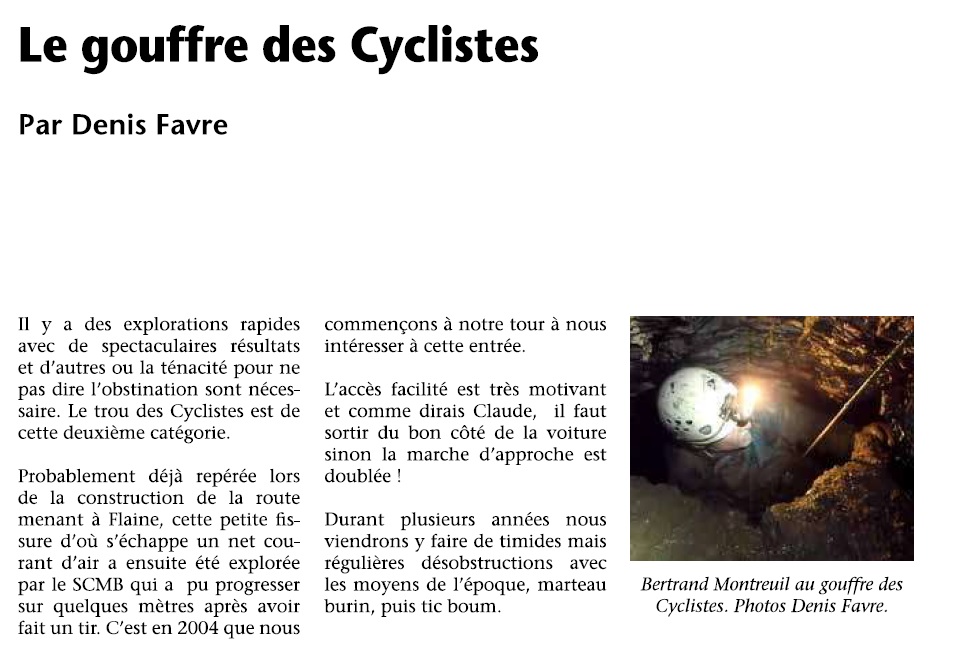 Le gouffre des Cyclistes
Par Denis Favre
Il y a des explorations rapides
avec de spectaculaires résultats
et d'autres ou la ténacité pour ne
pas dire l'obstination sont néces-
saire. Le trou des Cyclistes est de
cette deuxième catégorie.
Probablement déjà repérée lors
de la construction de la route
menant à Flaine, cette petite fis-
sure d'où s'échappe un net cou-
rant d'air a ensuite été explorée
par le SCMB qui a  pu progresser
sur quelques mètres après avoir
fait un tir. C'est en 2004 que nous
commençons à notre tour à nous
intéresser à cette entrée.
L'accès facilité est très motivant
et comme dirais Claude,  il faut
sortir du bon côté de la voiture
sinon la marche d'approche est
doublée !
Durant plusieurs années nous
viendrons y faire de timides mais
régulières désobstructions avec
les moyens de l'époque, marteau
burin, puis tic boum.
Bertrand Montreuil au gouffre des
Cyclistes. Photos Denis Favre.